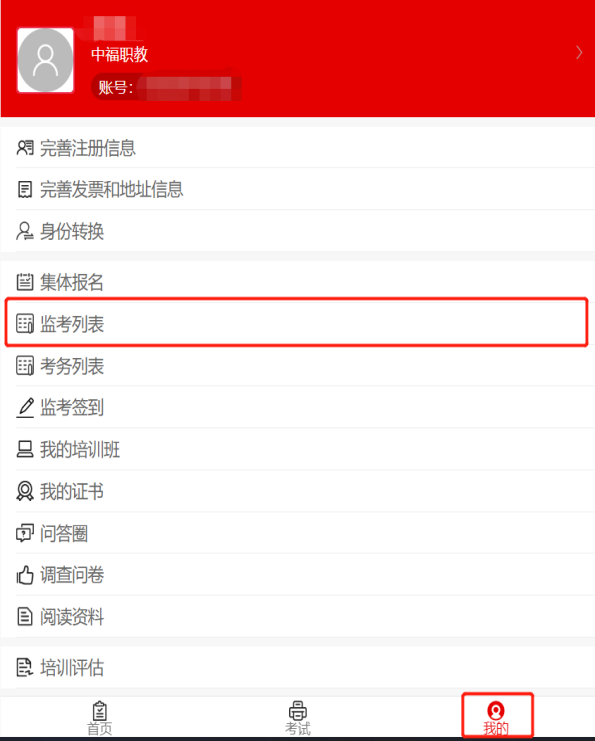 中福职教
账号：
完善注册信息
完善发票和地址信息
身份转换
集体报名
监考列表
考务列表
监考签到
我的培训班
我的证书
问答圈
调查问卷
阅读资料
培训评估
首页
考试
我的